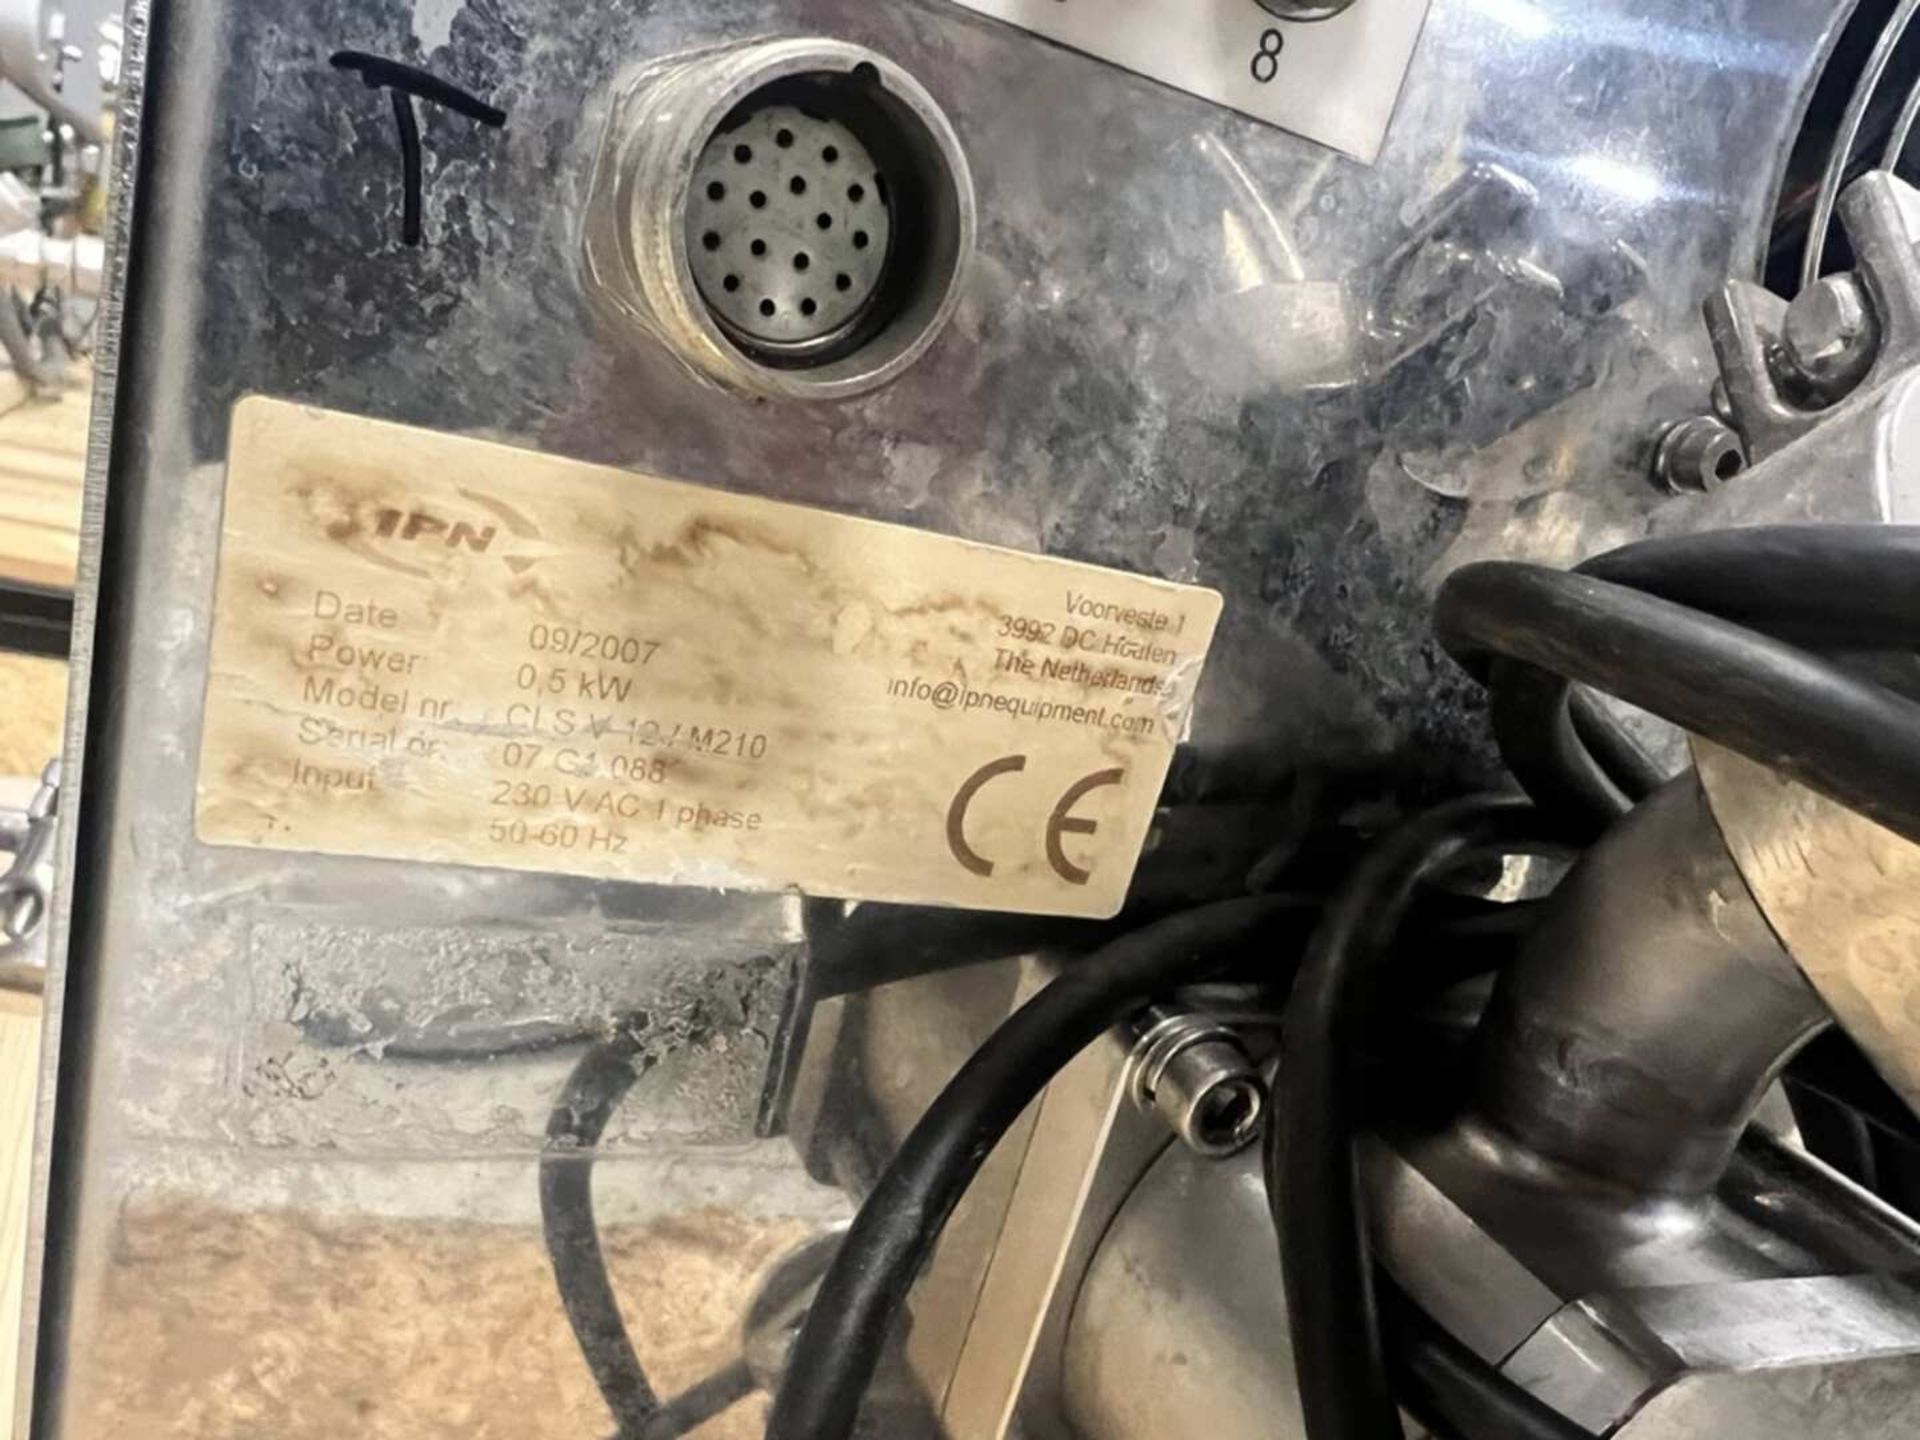 T
8
IPN
Voorveste 1
3992 DC Houten
The Netherlands
info@ipnequipment.com
Date 09/2007
Power 0,5 kW
Model nr. CLS V 12 / M210
Serial nr. 07 C1 088
Input 230 V AC 1 phase
50-60 Hz
CE